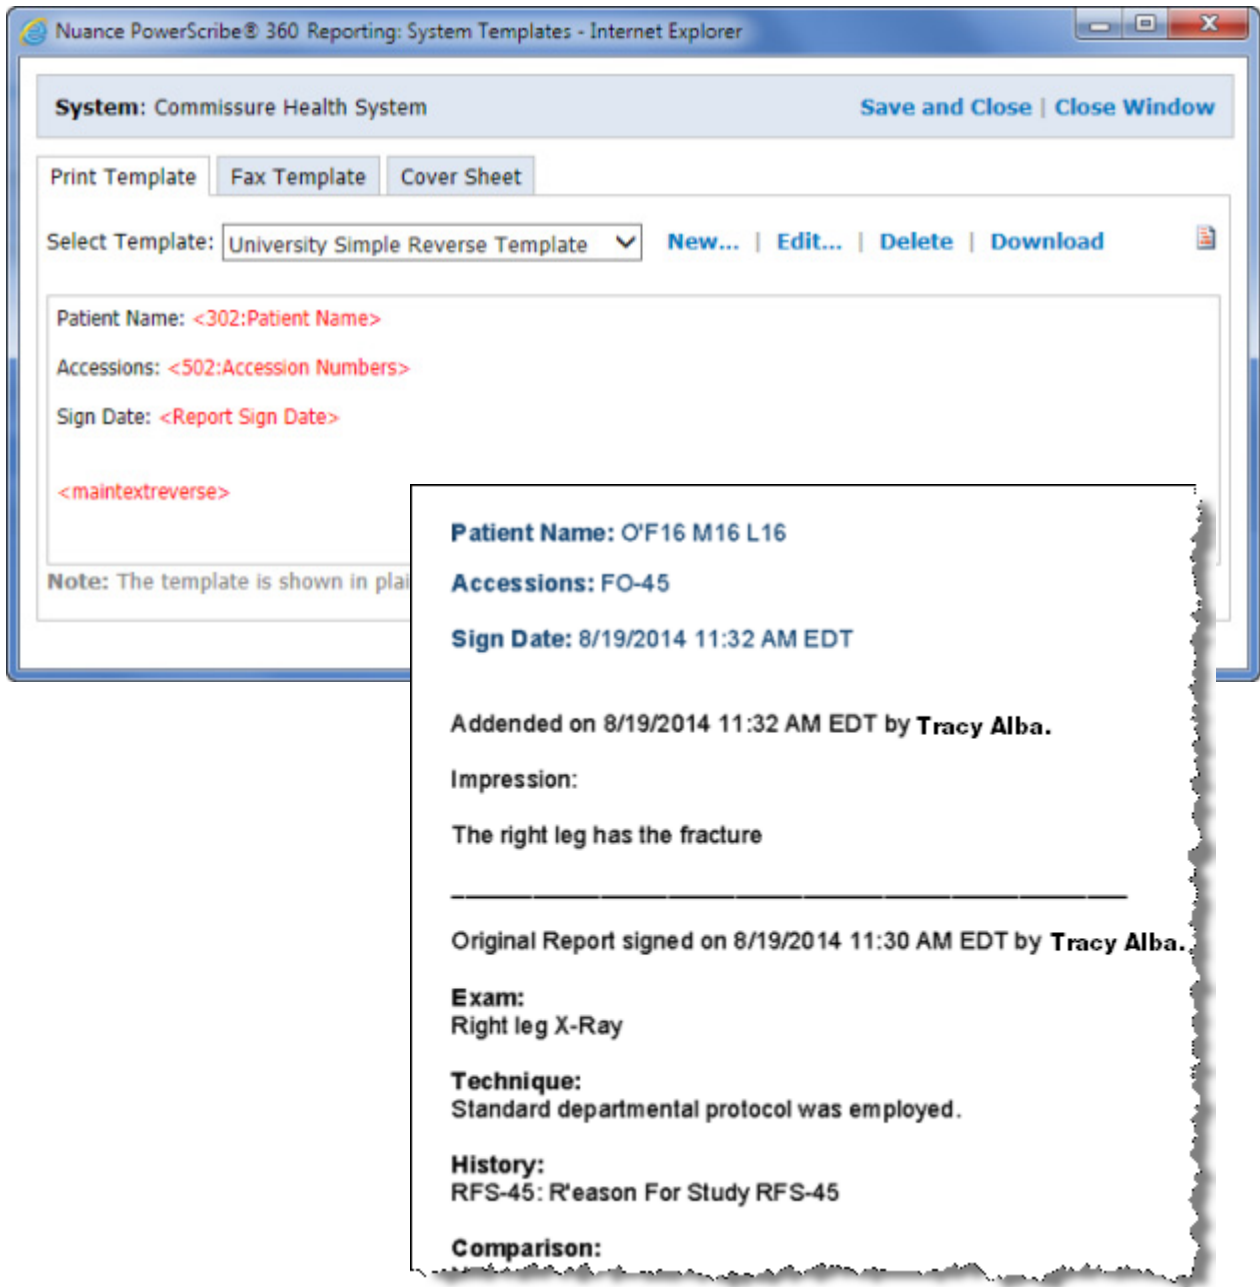 Nuance PowerScribe® 360 Reporting: System Templates - Internet Explorer
System: Commissure Health System Save and Close | Close Window
Print Template Fax Template Cover Sheet
Select Template: University Simple Reverse Template New... | Edit... | Delete | Download
Patient Name: <302:Patient Name>
Accessions: <502:Accession Numbers>
Sign Date: <Report Sign Date>
<maintextreverse>
Note: The template is shown in
Patient Name: O'F16 M16 L16
Accessions: FO-45
Sign Date: 8/19/2014 11:32 AM EDT
Addended on 8/19/2014 11:32 AM EDT by Tracy Alba.
Impression:
The right leg has the fracture
Original Report signed on 8/19/2014 11:30 AM EDT by Tracy Alba.
Exam:
Right leg X-Ray
Technique:
Standard departmental protocol was employed.
History:
RFS-45: R'eason For Study RFS-45
Comparison: